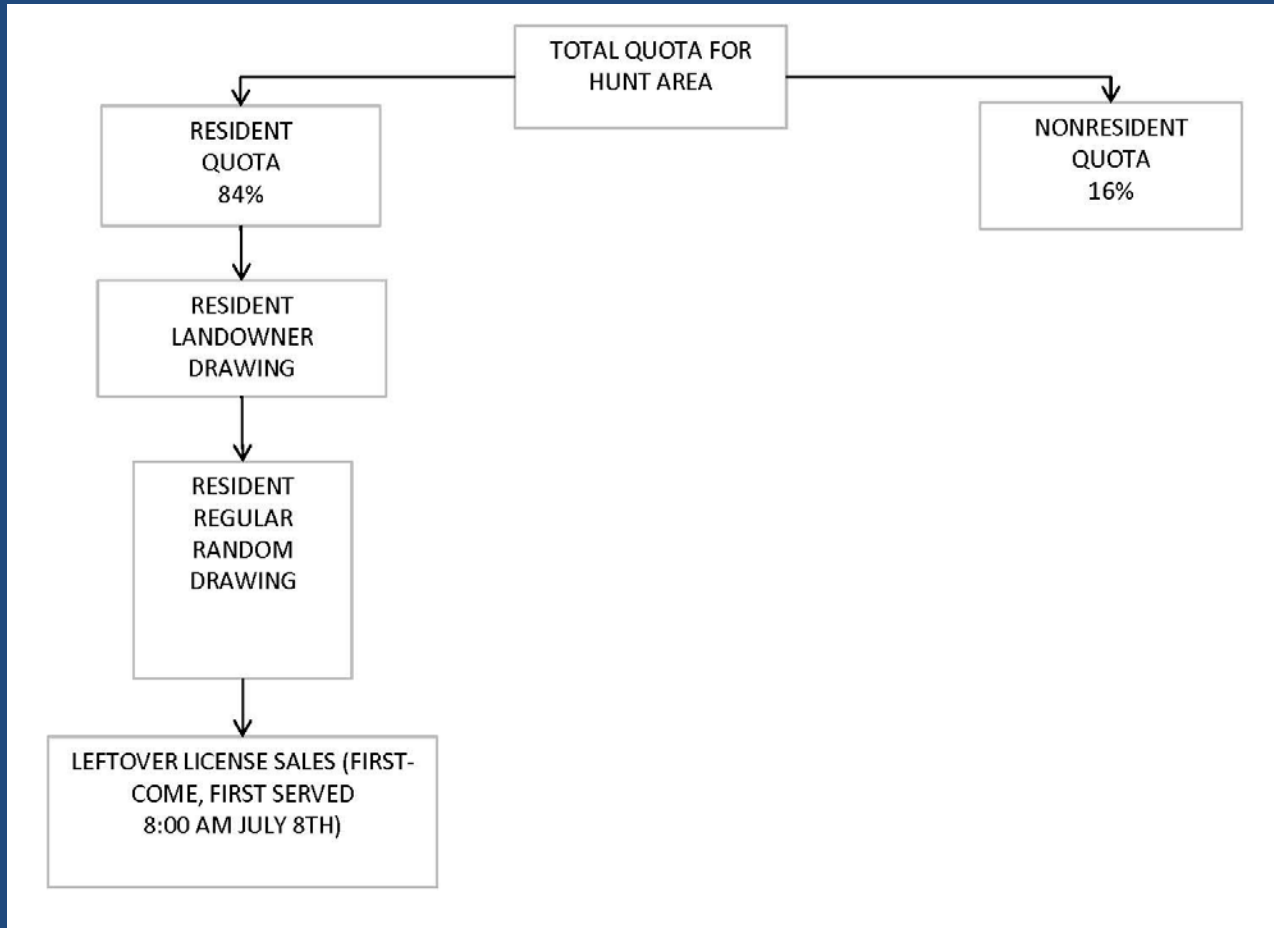 TOTAL QUOTA FOR
HUNT AREA
RESIDENT
QUOTA
84%
NONRESIDENT
QUOTA
16%
RESIDENT
LANDOWNER
DRAWING
RESIDENT
REGULAR
RANDOM
DRAWING
LEFTOVER LICENSE SALES (FIRST-
COME, FIRST SERVED
8:00 AM JULY 8TH)